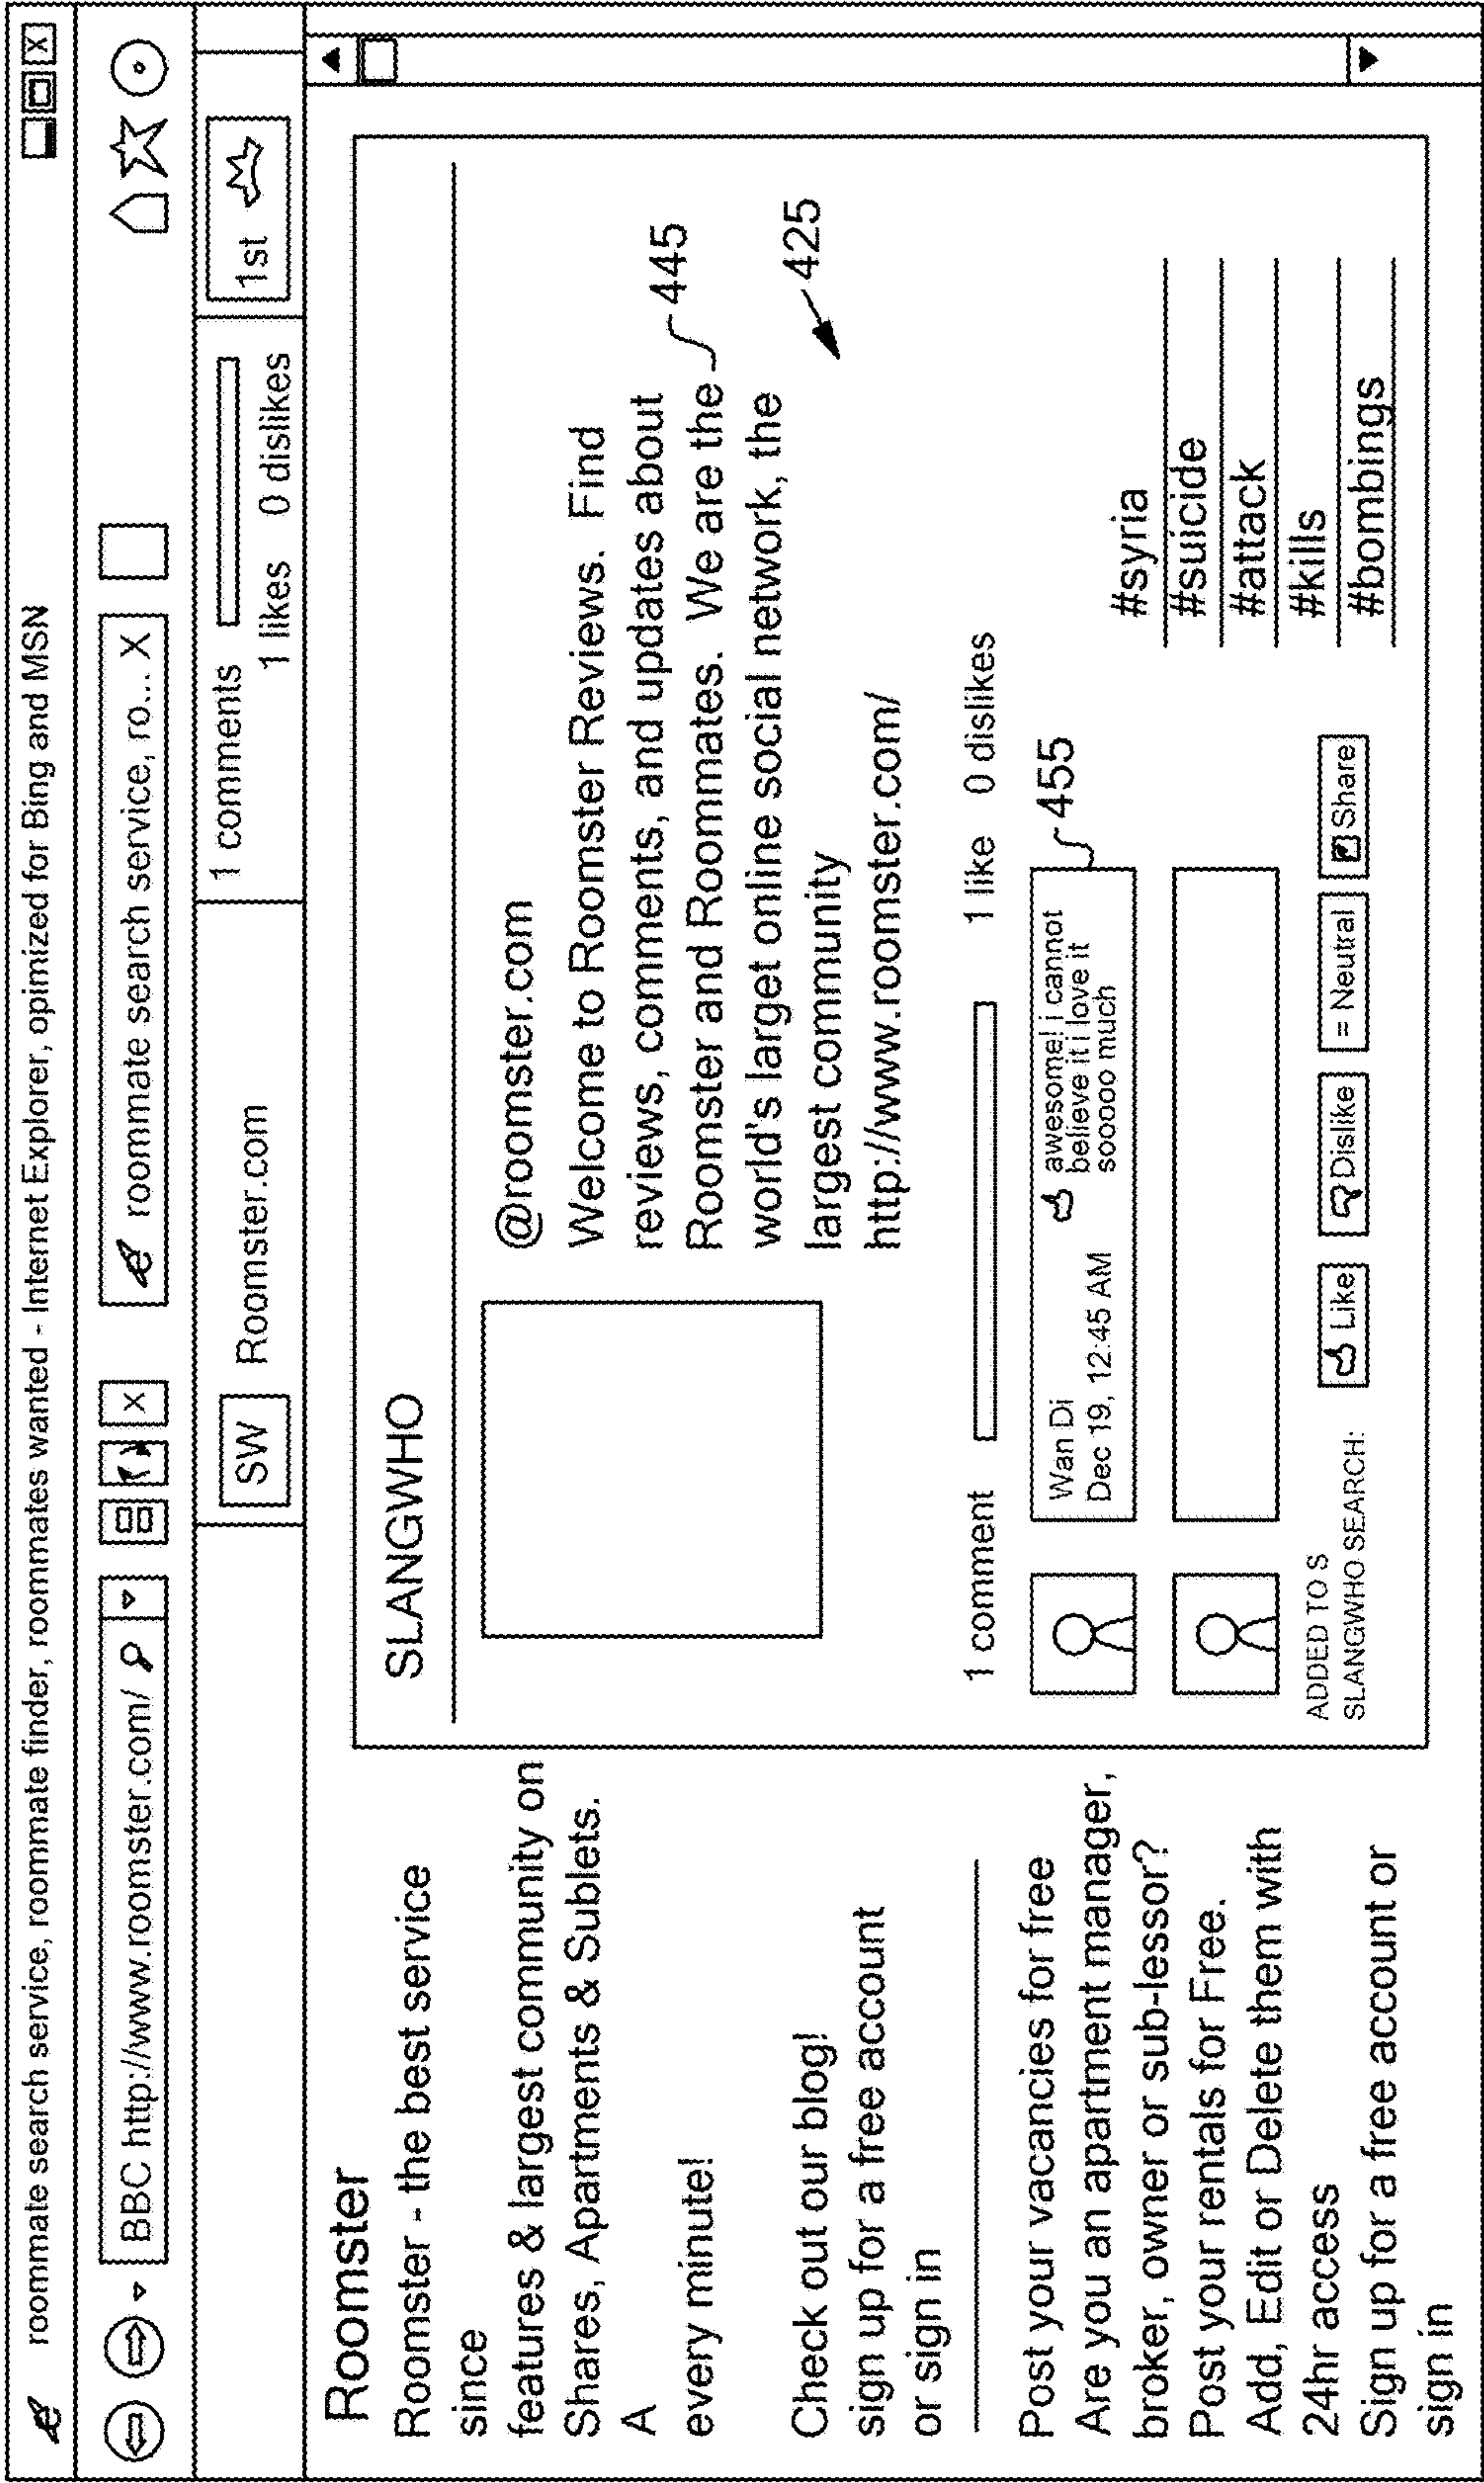 roommate search service, roommate finder, roommates wanted - Internet Explorer, opimized for Bing and MSN
X
BBC http://www.roomster.com/
X
roommate search service, ro... X
SW
Roomster.com
1 comments
1 likes 0 dislikes
1st
Roomster
Roomster - the best service
since
features & largest community on
Shares, Apartments & Sublets.
A
every minute!
Check out our blog!
sign up for a free account
or sign in
Post your vacancies for free
Are you an apartment manager,
broker, owner or sub-lessor?
Post your rentals for Free.
Add, Edit or Delete them with
24hr access
Sign up for a free account or
sign in
SLANGWHO
@roomster.com
Welcome to Roomster Reviews. Find
reviews, comments, and updates about
Roomster and Roommates. We are the
world's larget online social network, the
largest community
http://www.roomster.com/
445
425
1 comment
1 like 0 dislikes
Wan Di
Dec 19, 12:45 AM
awesome! i cannot
believe it i love it
sooooo much
455
ADDED TO S
SLANGWHO SEARCH:
Like
Dislike
= Neutral
Share
#syria
#suicide
#attack
#kills
#bombings